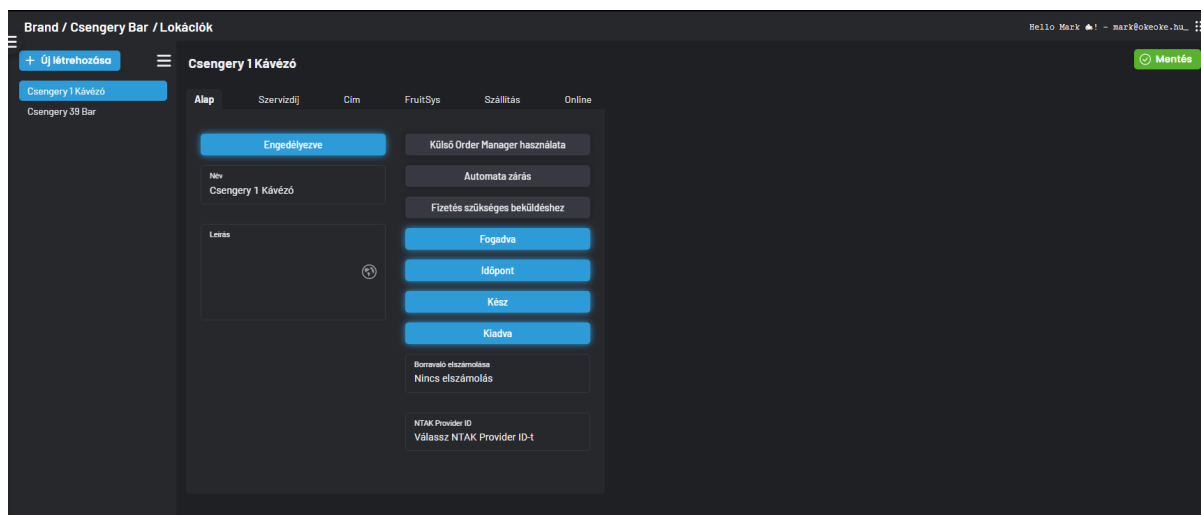 Brand / Csengery Bar / Lokációk
Hello Mark ! - mark@okeoke.hu_
+ Új létrehozása
Csengery 1 Kávézó
Mentés
Csengery 1 Kávézó
Csengery 39 Bar
Alap Szervízdíj Cím FruitSys Szállítás Online
Engedélyezve
Külső Order Manager használata
Név
Csengery 1 Kávézó
Automata zárás
Fizetés szükséges beküldéshez
Leírás
Fogadva
Időpont
Kész
Kiadva
Borravaló elszámolása
Nincs elszámolás
NTAK Provider ID
Válassz NTAK Provider ID-t